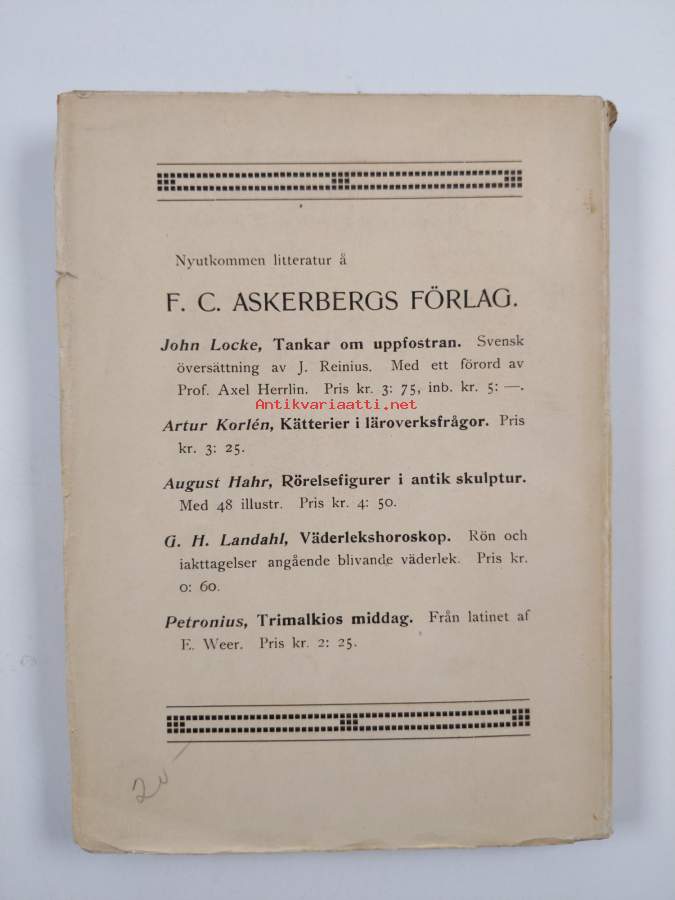 Nyutkommen litteratur å
F. C. ASKERBERGS FÖRLAG.
John Locke, Tankar om uppfostran. Svensk
översättning av J. Reinius. Med ett förord av
Prof. Axel Herrlin. Pris kr. 3: 75, inb. kr. 5: —.
Antikvariaatti.net
Artur Korlén, Kätterier i läroverksfrågor. Pris
kr. 3: 25.
August Hahr, Rörelsefigurer i antik skulptur.
Med 48 illustr. Pris kr. 4: 50.
G. H. Landahl, Väderlekshoroskop. Rön och
iakttagelser angående blivande väderlek. Pris kr.
0: 60.
Petronius, Trimalkios middag. Från latinet af
E. Weer. Pris kr. 2: 25.